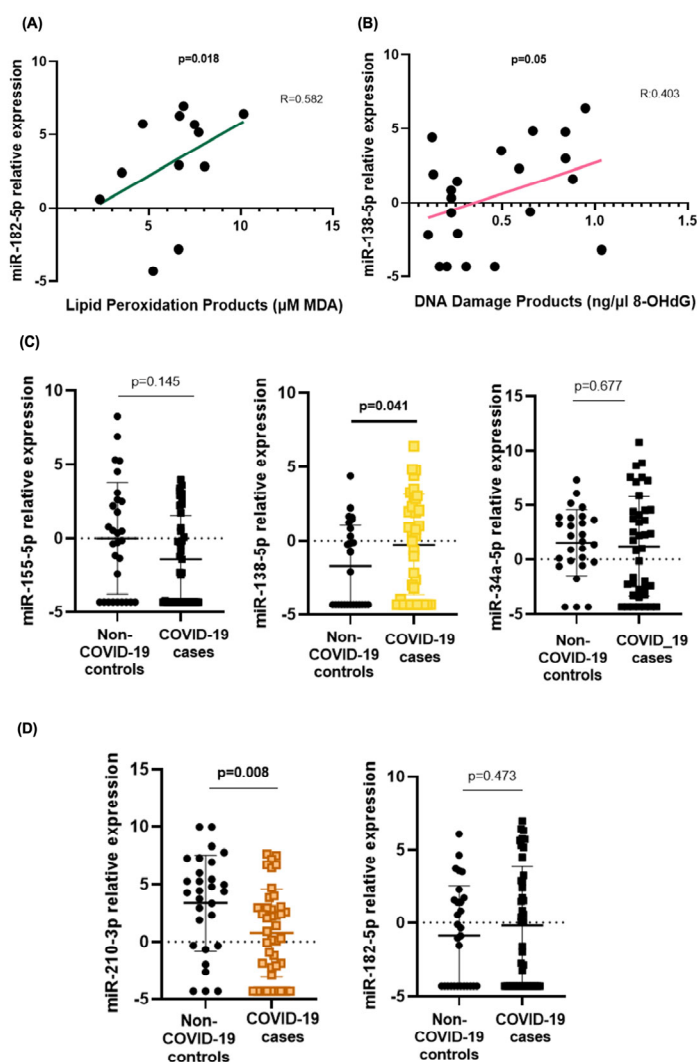 (A)
p=0.018
R=0.582
miR-182-5p relative expression
10
5
0
-5
5
10
15
Lipid Peroxidation Products (µM MDA)
(B)
p=0.05
R:0.403
miR-138-5p relative expression
10
5
0
-5
0.5
1.0
1.5
DNA Damage Products (ng/µl 8-OHdG)
(C)
p=0.145
miR-155-5p relative expression
10
5
0
-5
Non-
COVID-19
controls
COVID-19
cases
p=0.041
miR-138-5p relative expression
10
5
0
-5
Non-
COVID-19
controls
COVID-19
cases
p=0.677
miR-34a-5p relative expression
15
10
5
0
-5
Non-
COVID-19
controls
COVID_19
cases
(D)
p=0.008
miR-210-3p relative expression
15
10
5
0
-5
Non-
COVID-19
controls
COVID-19
cases
p=0.473
miR-182-5p relative expression
10
5
0
-5
Non-
COVID-19
controls
COVID-19
cases